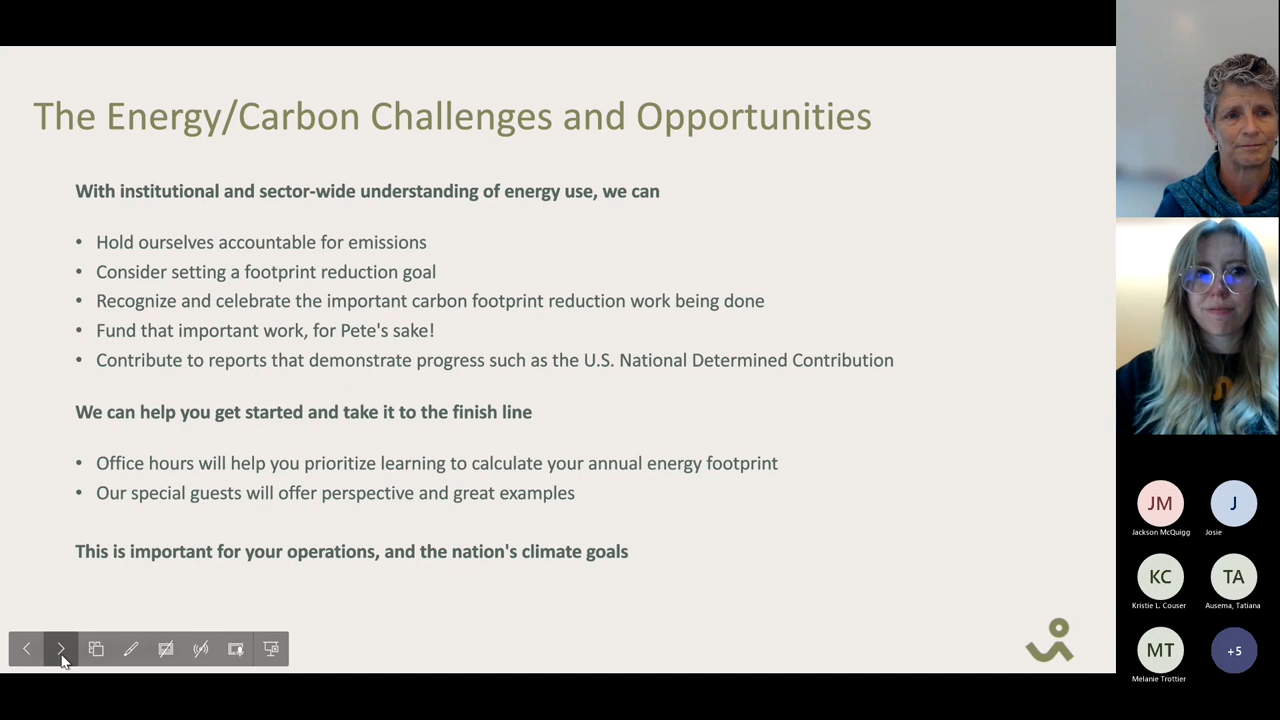 The Energy/Carbon Challenges and Opportunities
With institutional and sector-wide understanding of energy use, we can
• Hold ourselves accountable for emissions
• Consider setting a footprint reduction goal
• Recognize and celebrate the important carbon footprint reduction work being done
• Fund that important work, for Pete's sake!
• Contribute to reports that demonstrate progress such as the U.S. National Determined Contribution
We can help you get started and take it to the finish line
• Office hours will help you prioritize learning to calculate your annual energy footprint
• Our special guests will offer perspective and great examples
This is important for your operations, and the nation's climate goals
JM
J
Jackson McQuigg
Josie
KC
TA
Kristie L. Couser
Ausema, Tatiana
MT
+5
Melanie Trottier